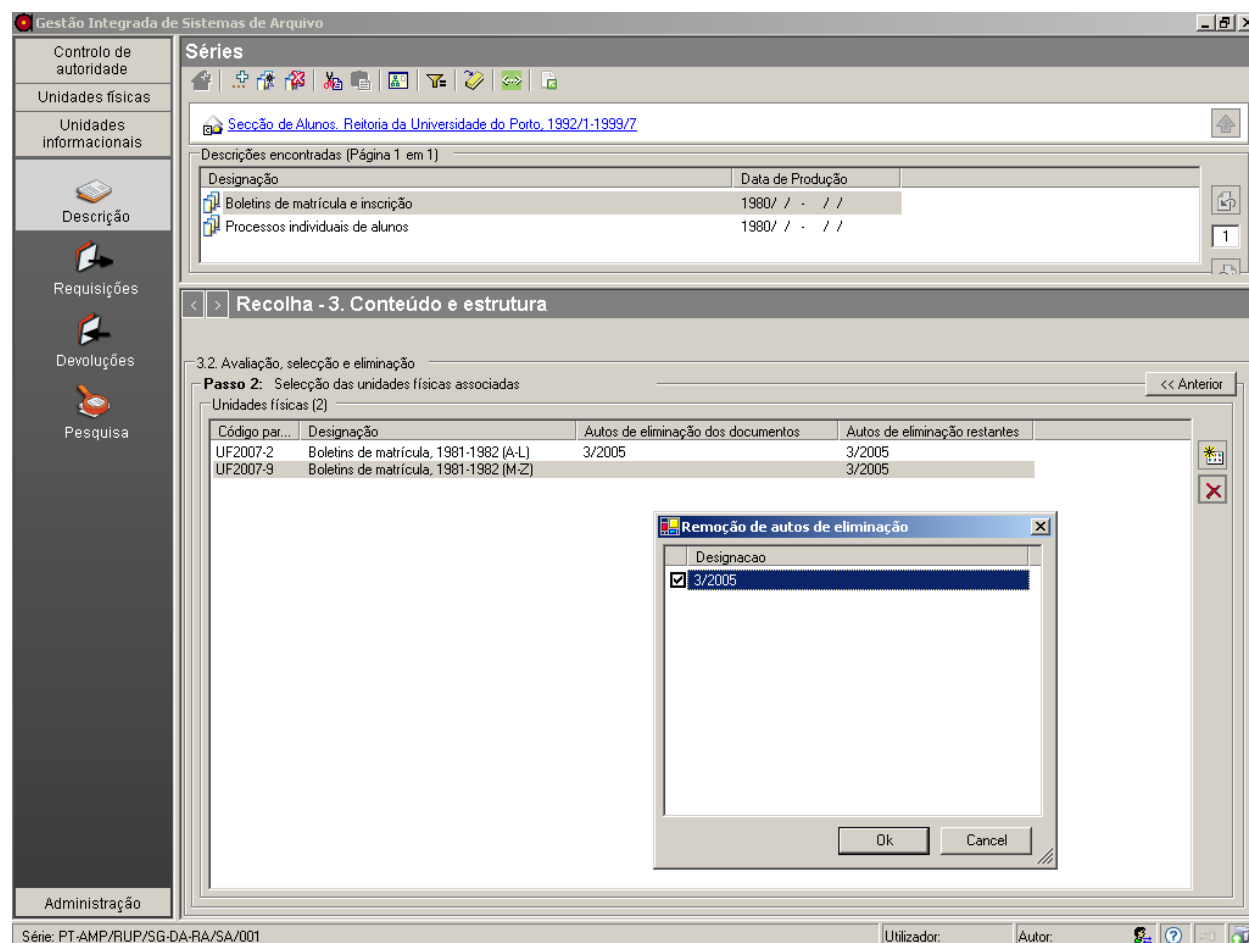 Gestão Integrada de Sistemas de Arquivo
Controlo de
autoridade
Unidades físicas
Unidades
informacionais
Descrição
Requisições
Devoluções
Pesquisa
Administração
Séries
Secção de Alunos. Reitoria da Universidade do Porto, 1992/1-1999/7
Descrições encontradas (Página 1 em 1)
Designação Data de Produção
Boletins de matrícula e inscrição 1980/ / - / /
Processos individuais de alunos 1980/ / - / /
1
< > Recolha - 3. Conteúdo e estrutura
3.2. Avaliação, selecção e eliminação
Passo 2: Selecção das unidades físicas associadas << Anterior
Unidades físicas (2)
Código par... Designação Autos de eliminação dos documentos Autos de eliminação restantes
UF2007-2 Boletins de matrícula, 1981-1982 (A-L) 3/2005 3/2005
UF2007-9 Boletins de matrícula, 1981-1982 (M-Z) 3/2005
Remoção de autos de eliminação
Designacao
3/2005
Ok Cancel
Série: PT-AMP/RUP/SG-DA-RA/SA/001 Utilizador: Autor: